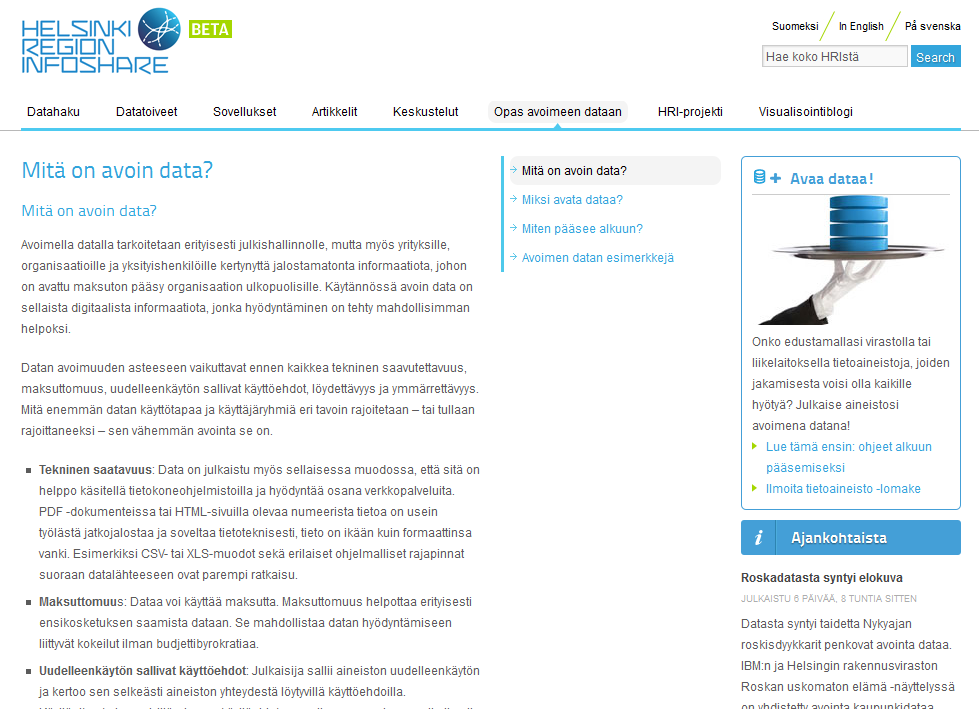 HELSINKI
REGION
INFOSHARE
BETA
Suomeksi
In English
På svenska
Hae koko HRIstä
Search
Datahaku
Datatoiveet
Sovellukset
Artikkelit
Keskustelut
Opas avoimeen dataan
HRI-projekti
Visualisointiblogi
Mitä on avoin data?
Mitä on avoin data?
Avoimella datalla tarkoitetaan erityisesti julkishallinnolle, mutta myös yrityksille,
organisaatioille ja yksityishenkilöille kertynyttä jalostamatonta informaatiota, johon
on avattu maksuton pääsy organisaation ulkopuolisille. Käytännössä avoin data on
sellaista digitaalista informaatiota, jonka hyödyntäminen on tehty mahdollisimman
helpoksi.
Datan avoimuuden asteeseen vaikuttavat ennen kaikkea tekninen saavutettavuus,
maksuttomuus, uudelleenkäytön sallivat käyttöehdot, löydettävyys ja ymmärrettävyys.
Mitä enemmän datan käyttötapaa ja käyttäjäryhmiä eri tavoin rajoitetaan – tai tullaan
rajoittaneeksi – sen vähemmän avointa se on.
Tekninen saatavuus: Data on julkaistu myös sellaisessa muodossa, että sitä on
helppo käsitellä tietokoneohjelmistoilla ja hyödyntää osana verkkopalveluita.
PDF -dokumenteissa tai HTML-sivuilla olevaa numeerista tietoa on usein
työlästä jatkojalostaa ja soveltaa tietoteknisesti, tieto on ikään kuin formaattinsa
vanki. Esimerkiksi CSV- tai XLS-muodot sekä erilaiset ohjelmalliset rajapinnat
suoraan datalähteeseen ovat parempi ratkaisu.
Maksuttomuus: Dataa voi käyttää maksutta. Maksuttomuus helpottaa erityisesti
ensikosketuksen saamista dataan. Se mahdollistaa datan hyödyntämiseen
liittyvät kokeilut ilman budjettibyrokratiaa.
Uudelleenkäytön sallivat käyttöehdot: Julkaisija sallii aineiston uudelleenkäytön
ja kertoo sen selkeästi aineiston yhteydestä löytyvillä käyttöehdoilla.
Mitä on avoin data?
Miksi avata dataa?
Miten pääsee alkuun?
Avoimen datan esimerkkejä
Avaa dataa!
Onko edustamallasi virastolla tai
liikelaitoksella tietoaineistoja, joiden
jakamisesta voisi olla kaikille
hyötyä? Julkaise aineistosi
avoimena datana!
Lue tämä ensin: ohjeet alkuun
pääsemiseksi
Ilmoita tietoaineisto -lomake
i Ajankohtaista
Roskadatasta syntyi elokuva
JULKAISTU 6 PÄIVÄÄ, 8 TUNTIA SITTEN
Datasta syntyi taidetta Nykyajan
roskisdyykkarit penkovat avointa dataa.
IBM:n ja Helsingin rakennusviraston
Roskan uskomaton elämä -näyttelyssä
on yhdistetty avointa kaupunkidataa